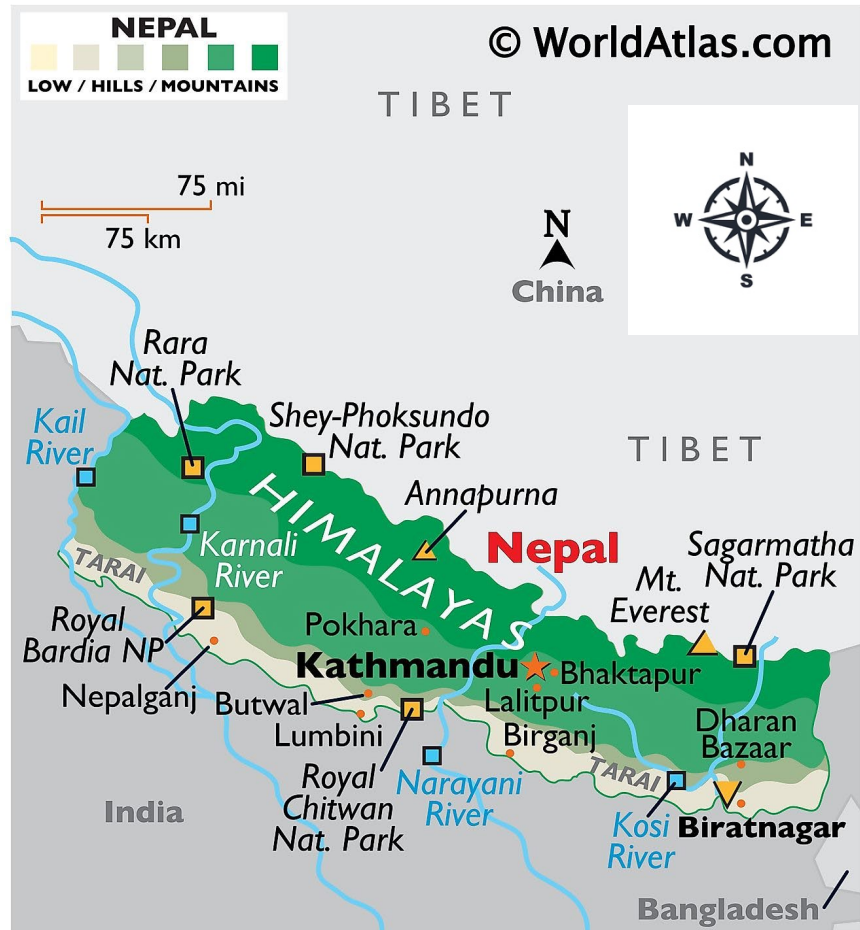 NEPAL
LOW / HILLS / MOUNTAINS
© WorldAtlas.com
TIBET
75 mi
75 km
N
China
N
W
E
S
Rara
Nat. Park
Kail
River
Shey-Phoksundo
Nat. Park
TIBET
Annapurna
HIMALAYAS
Nepal
Sagarmatha
Nat. Park
Mt.
Everest
Karnali
River
TARAI
Royal
Bardia NP
Pokhara
Kathmandu
Bhaktapur
Nepalganj
Butwal
Lalitpur
Lumbini
Birganj
Dharan
Bazaar
TARAI
Royal
Chitwan
Nat. Park
Narayani
River
India
Kosi
River
Biratnagar
Bangladesh